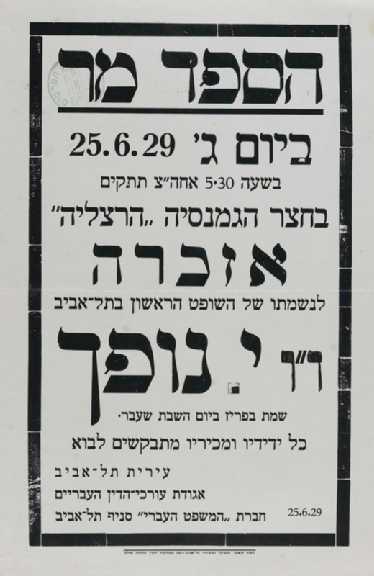 הספד מר
ביום ג' 25.6.29
בשעה 5·30 אחה"צ תתקים
בחצר הגמנסיה „הרצליה"
אזכרה
לנשמתו של השופט הראשון בתל־אביב
ד"ר י. נופך
שמת בפריז ביום השבת שעבר·
כל ידידיו ומכיריו מתבקשים לבוא
עירית תל־אביב
אגודת עורכי־הדין העבריים
חברת „המשפט העברי" סניף תל־אביב 25.6.29